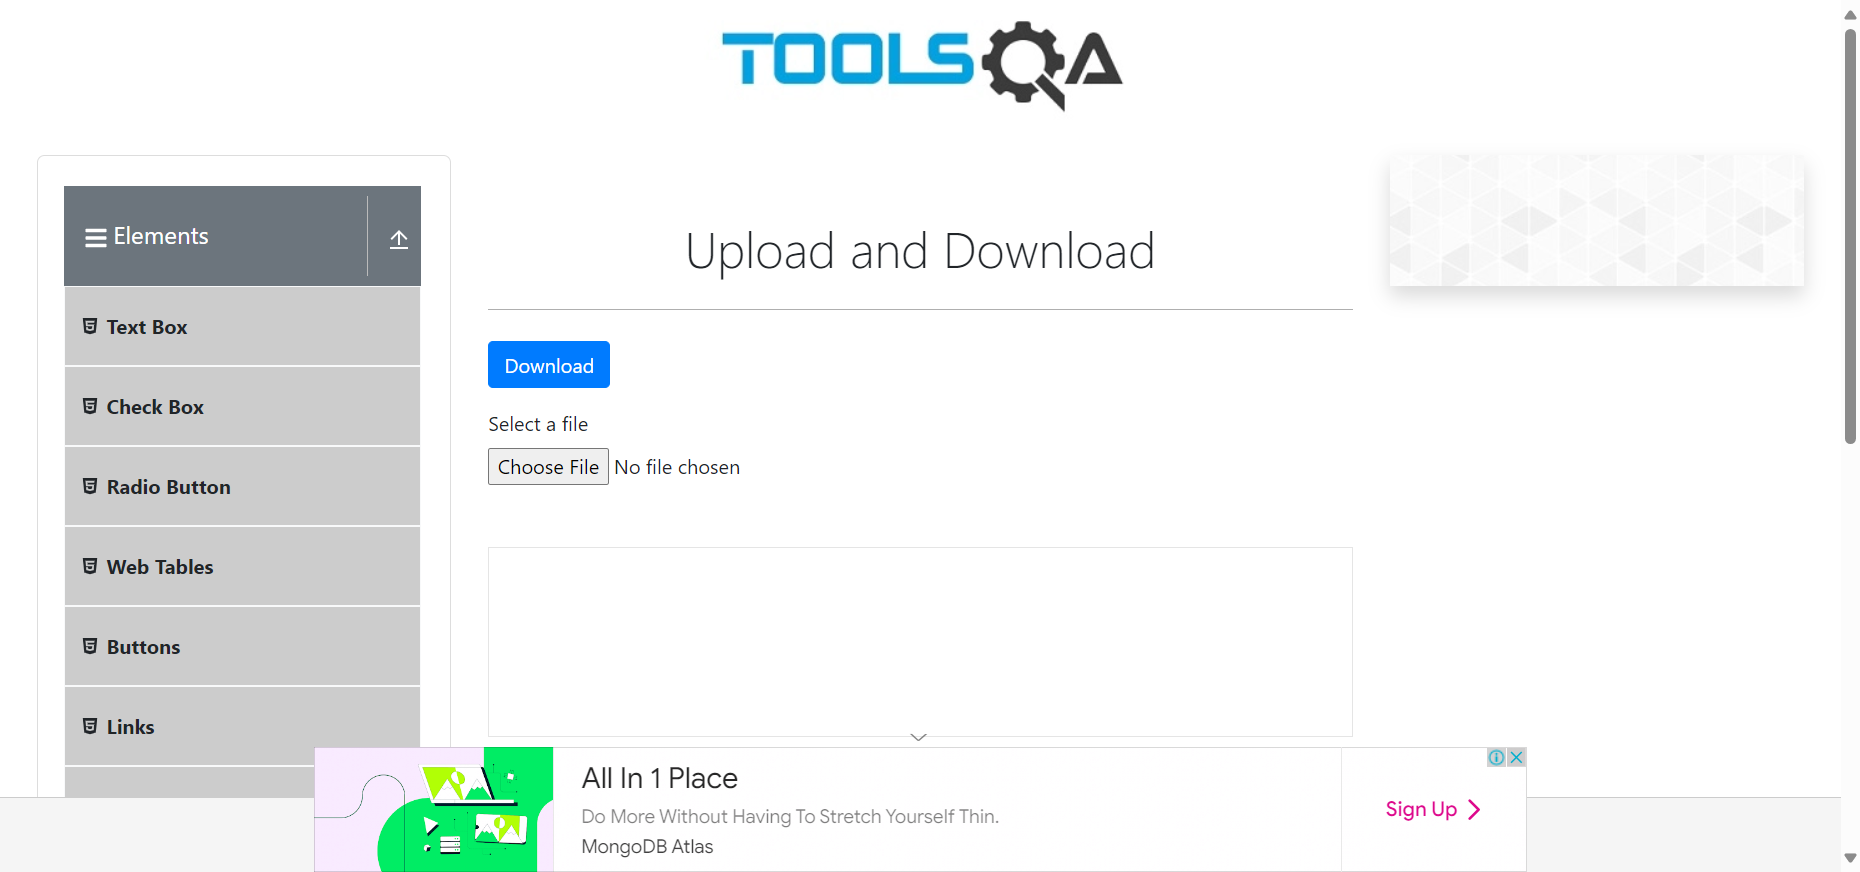 TOOLSQA
Elements
Upload and Download
Text Box
Check Box
Radio Button
Web Tables
Buttons
Links
Download
Select a file
Choose File No file chosen
All In 1 Place
Do More Without Having To Stretch Yourself Thin.
MongoDB Atlas
Sign Up